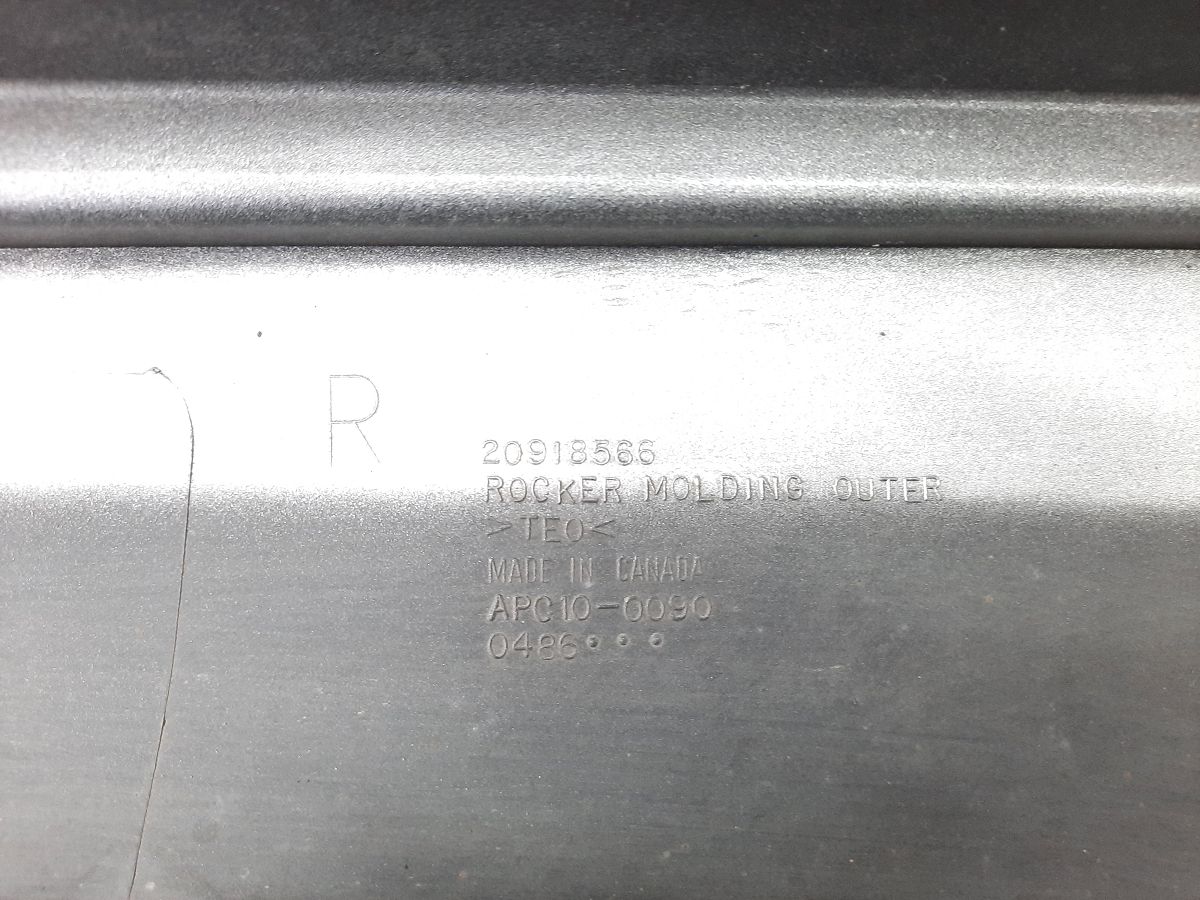 R
20918566
ROCKER MOLDING OUTER
>TEO<
MADE IN CANADA
APC10-0090
0486•••